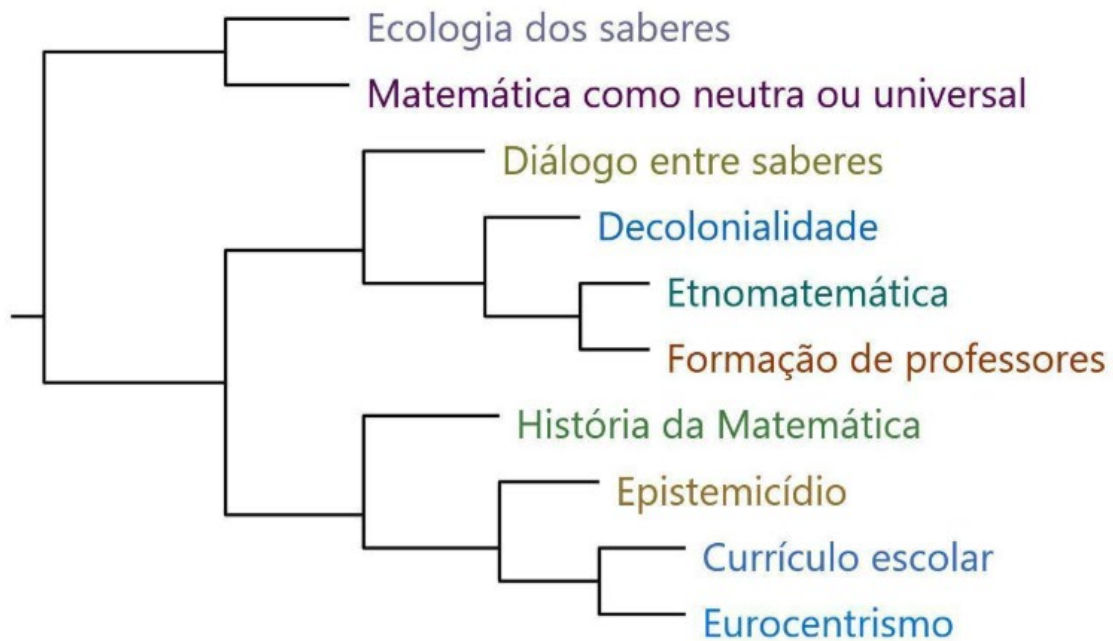 Ecologia dos saberes
Matemática como neutra ou universal
Diálogo entre saberes
Decolonialidade
Etnomatemática
Formação de professores
História da Matemática
Epistemicídio
Currículo escolar
Eurocentrismo